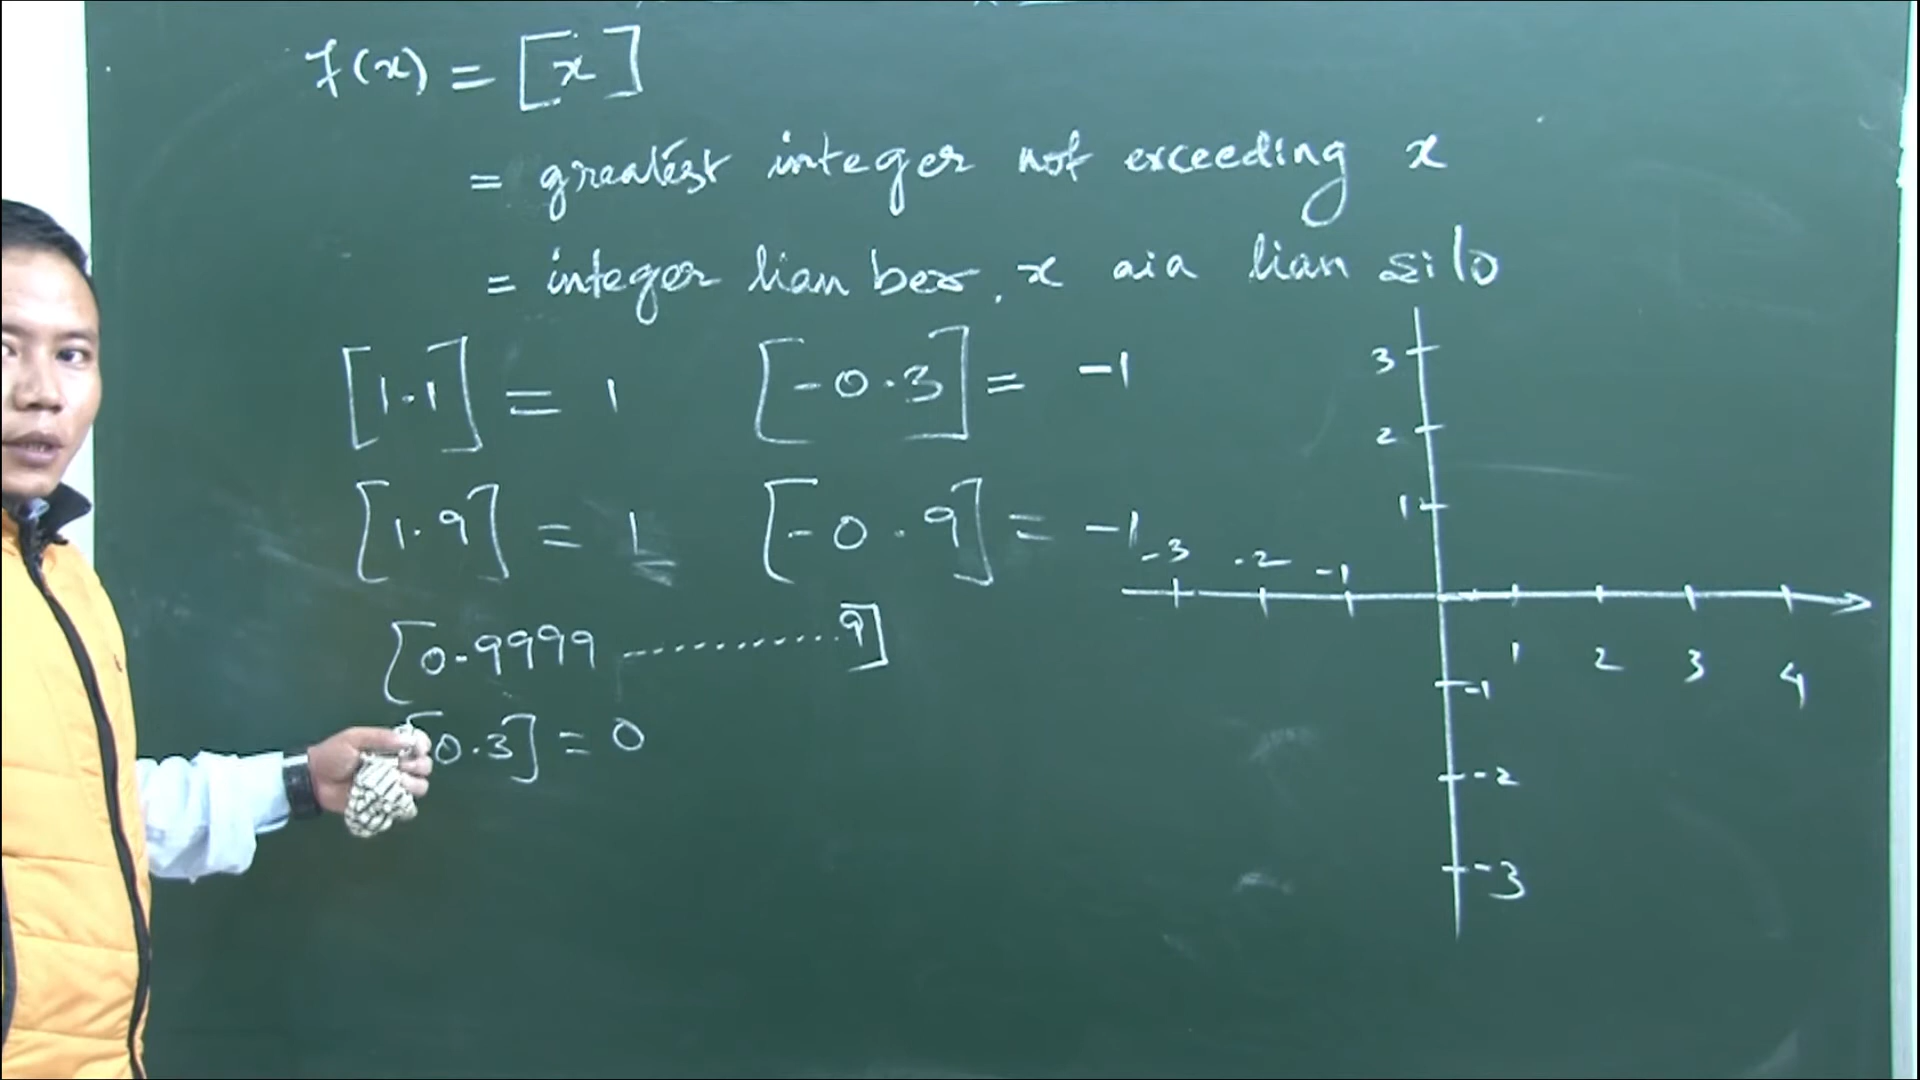 f(x) = [x]
= greatest integer not exceeding x
= integer lian ber, x aia lian silo
[1.1] = 1 [-0.3] = -1
[1.9] = 1 [-0.9] = -1
[0.9999 ............ 9]
[0.3] = 0
3
2
1
-3 -2 -1
1 2 3 4
-1
-2
-3